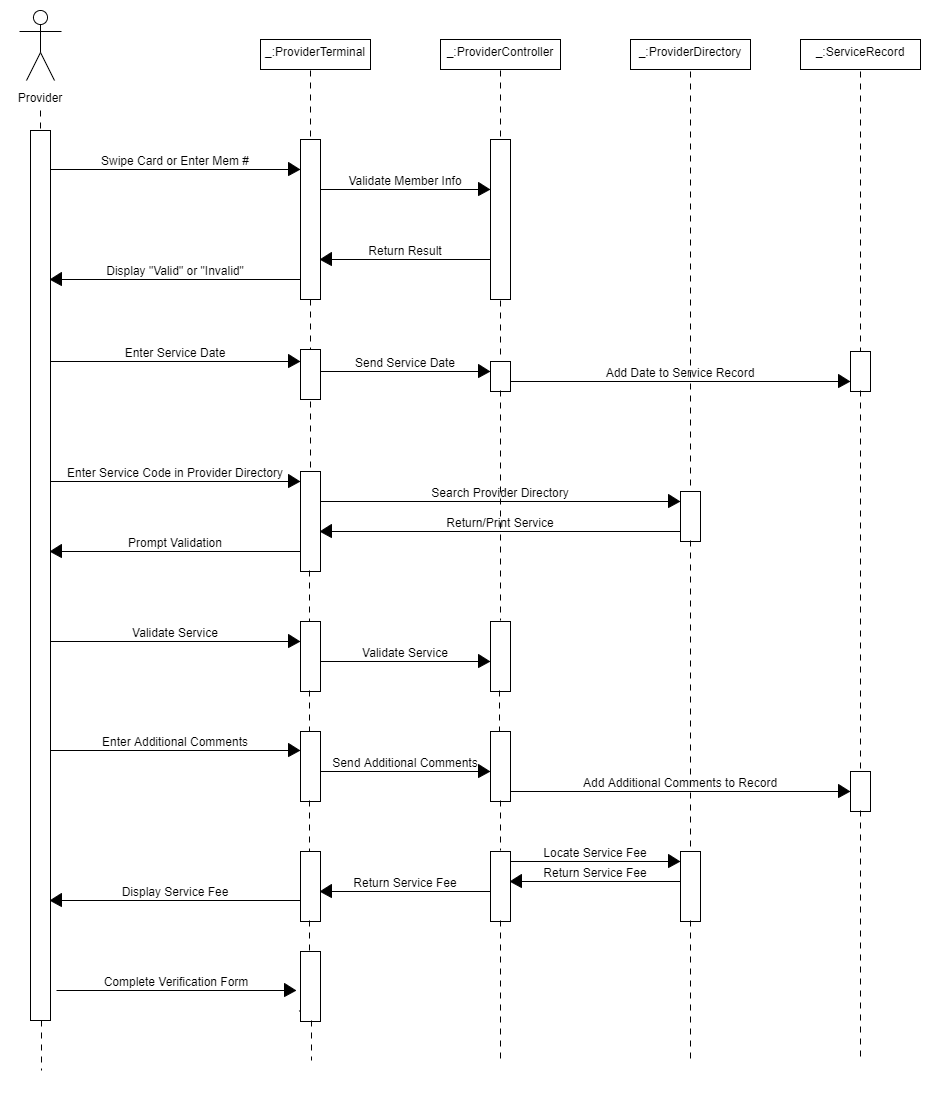 _:ProviderTerminal
_:ProviderController
_:ProviderDirectory
_:ServiceRecord
Provider
Swipe Card or Enter Mem #
Validate Member Info
Return Result
Display "Valid" or "Invalid"
Enter Service Date
Send Service Date
Add Date to Service Record
Enter Service Code in Provider Directory
Search Provider Directory
Return/Print Service
Prompt Validation
Validate Service
Validate Service
Enter Additional Comments
Send Additional Comments
Add Additional Comments to Record
Locate Service Fee
Return Service Fee
Return Service Fee
Display Service Fee
Complete Verification Form